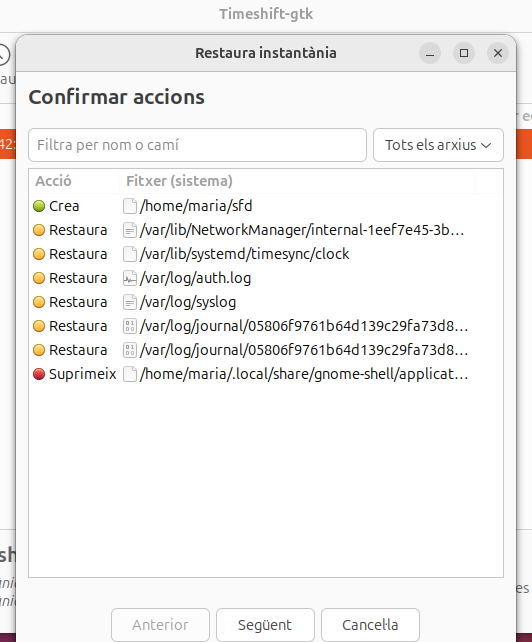 Timeshift-gtk
Restaura instantània
Confirmar accions
Filtra per nom o camí
Tots els arxius
42:
Acció Fitxer (sistema)
Crea /home/maria/sfd
Restaura /var/lib/NetworkManager/internal-1eef7e45-3b...
Restaura /var/lib/systemd/timesync/clock
Restaura /var/log/auth.log
Restaura /var/log/syslog
Restaura /var/log/journal/05806f9761b64d139c29fa73d8...
Restaura /var/log/journal/05806f9761b64d139c29fa73d8...
Suprimeix /home/maria/.local/share/gnome-shell/applicat...
Anterior Següent Cancel·la